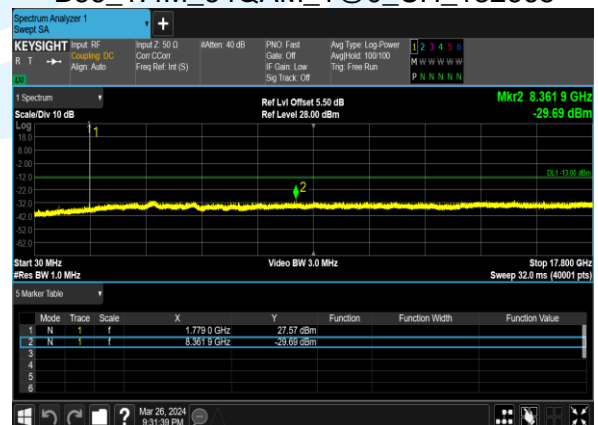 Spectrum Analyzer 1
Swept SA
+
KEYSIGHT
R T
Input: RF
Coupling: DC
Align: Auto
Input Z: 50 Ω
Corr CCorr
Freq Ref: Int (S)
#Atten: 40 dB
PNO: Fast
Gate: Off
IF Gain: Low
Sig Track: Off
Avg Type: Log-Power
Avg|Hold: 100/100
Trig: Free Run
1 2 3 4 5 6
M W W W W W
P N N N N N
1 Spectrum
Scale/Div 10 dB
Ref Lvl Offset 5.50 dB
Ref Level 28.00 dBm
Mkr2 8.361 9 GHz
-29.69 dBm
Log
18.0
8.00
-2.00
-12.0
-22.0
-32.0
-42.0
-52.0
-62.0
1
2
DL1 -13.00 dBm
Start 30 MHz
#Res BW 1.0 MHz
Video BW 3.0 MHz
Stop 17.800 GHz
Sweep 32.0 ms (40001 pts)
5 Marker Table
Mode Trace Scale X Y Function Function Width Function Value
1 N 1 f 1.779 0 GHz 27.57 dBm
2 N 1 f 8.361 9 GHz -29.69 dBm
3
4
5
6
?
Mar 26, 2024
9:31:39 PM